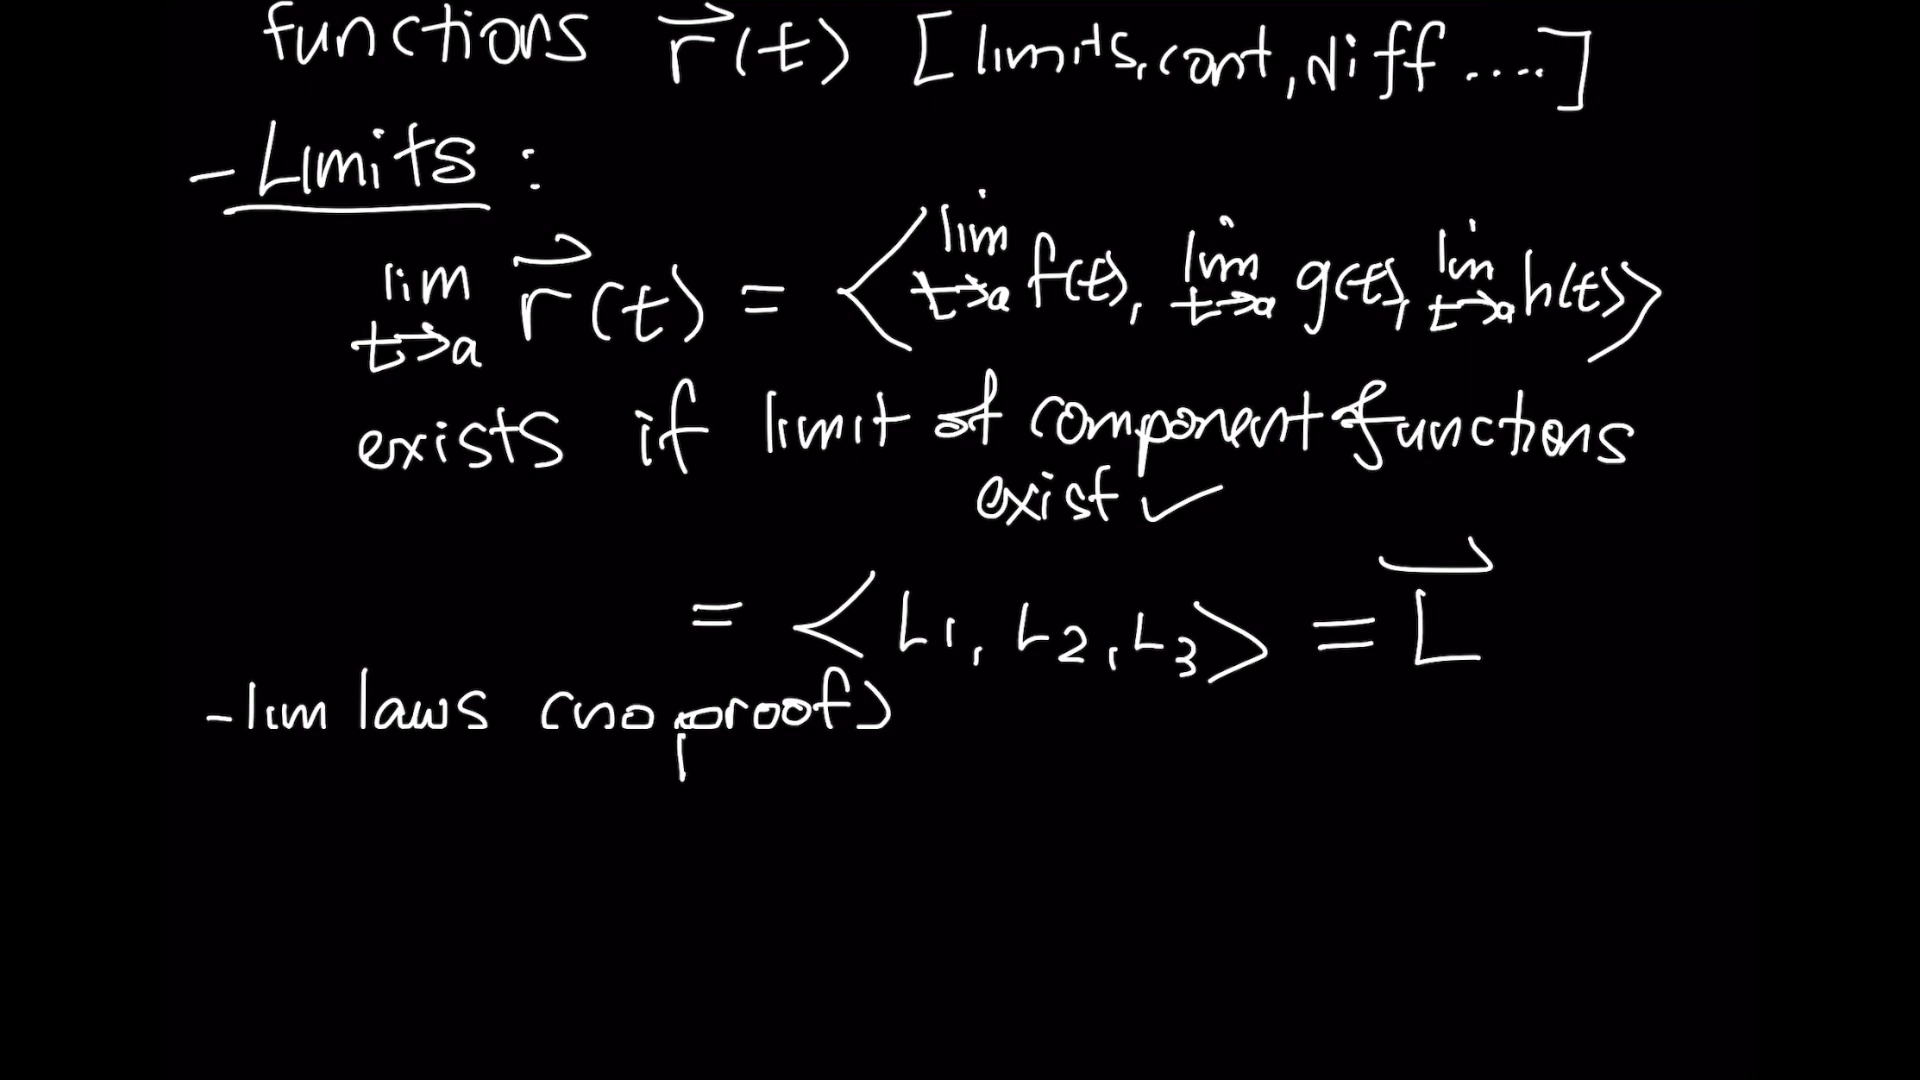 functions r⃗(t) [limits, cont, diff ....]
- Limits :
lim t→a r⃗(t) = <lim t→a f(t), lim t→a g(t), lim t→a h(t)>
exists if limit of component functions
exist ✓
= <L1, L2, L3> = L⃗
- lim laws (no proof)